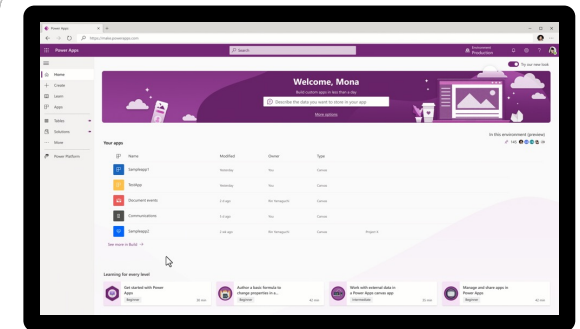 Power Apps
https://make.powerapps.com
Power Apps
Search
Environment
Production
Try our new look
Home
Create
Learn
Apps
Tables
Solutions
More
Power Platform
Welcome, Mona
Build custom apps in less than a day
Describe the data you want to store in your app
More options
In this environment (preview)
Your apps
Name Modified Owner Type
Sampleapp1 Yesterday You Canvas
TechApp Yesterday You Canvas
Document events Canvas
Communications You Canvas
Sampleapp2 Canvas
See more in Build →
Learning for every level
Get started with Power
Apps
Beginner
Author a basic formula to
change properties in a...
Beginner
Work with external data in
a Power Apps canvas app
Intermediate
Manage and share apps in
Power Apps
Beginner